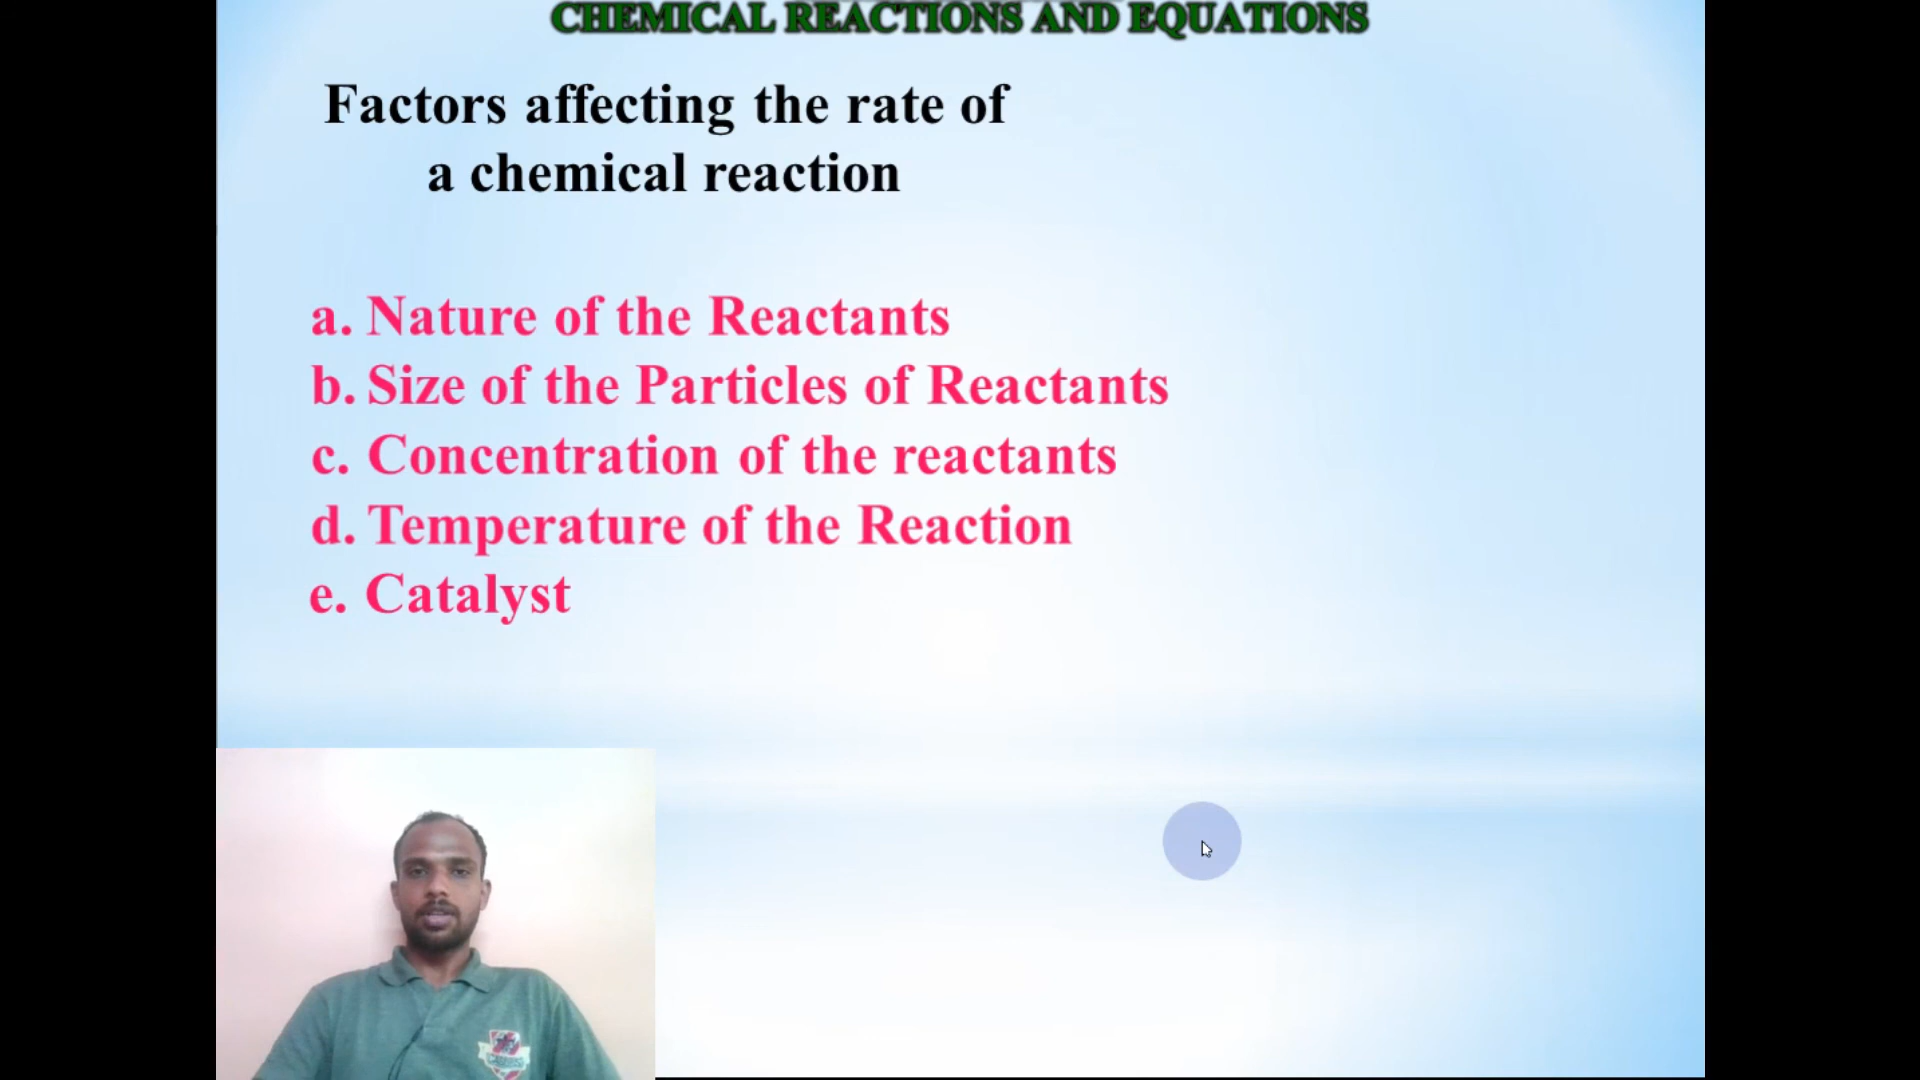 CHEMICAL REACTIONS AND EQUATIONS
Factors affecting the rate of
a chemical reaction
a. Nature of the Reactants
b. Size of the Particles of Reactants
c. Concentration of the reactants
d. Temperature of the Reaction
e. Catalyst